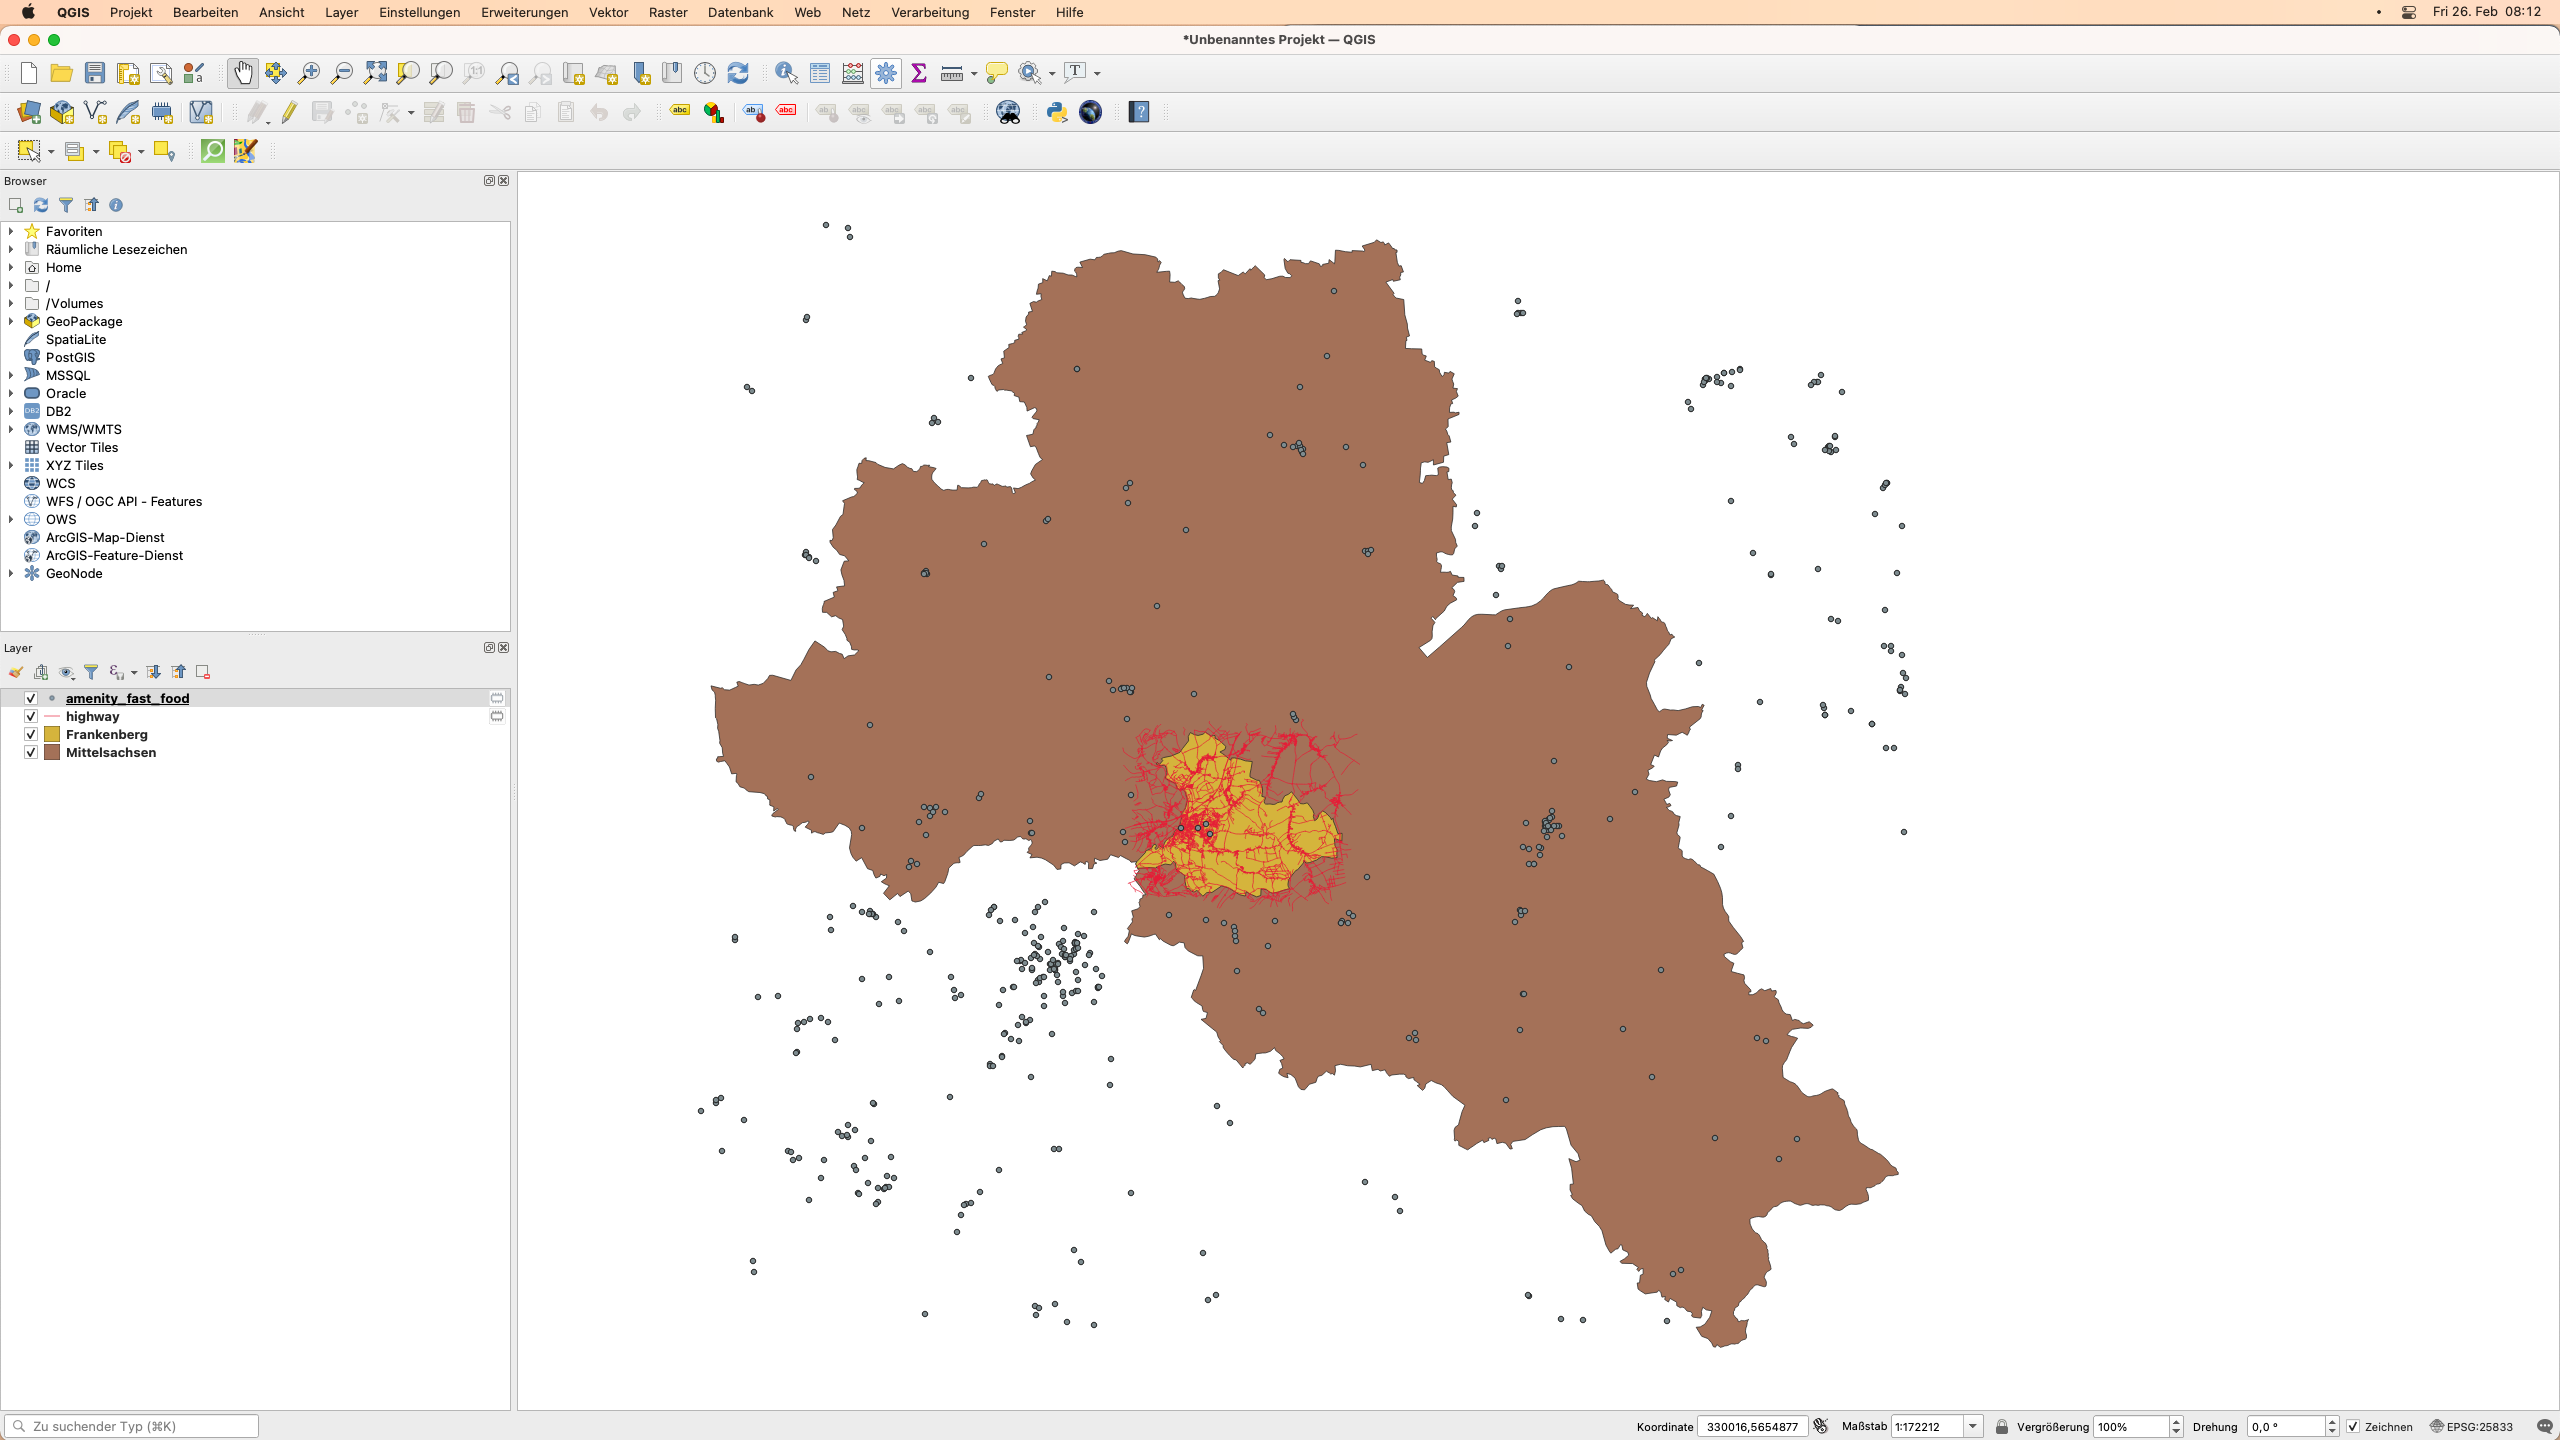 QGIS Projekt Bearbeiten Ansicht Layer Einstellungen Erweiterungen Vektor Raster Datenbank Web Netz Verarbeitung Fenster Hilfe Fri 26. Feb 08:12
*Unbenanntes Projekt — QGIS
Browser
Favoriten
Räumliche Lesezeichen
Home
/
/Volumes
GeoPackage
SpatiaLite
PostGIS
MSSQL
Oracle
DB2
WMS/WMTS
Vector Tiles
XYZ Tiles
WCS
WFS / OGC API - Features
OWS
ArcGIS-Map-Dienst
ArcGIS-Feature-Dienst
GeoNode
Layer
amenity_fast_food
highway
Frankenberg
Mittelsachsen
Zu suchender Typ (⌘K) Koordinate 330016,5654877 Maßstab 1:172212 Vergrößerung 100% Drehung 0,0 ° Zeichnen EPSG:25833